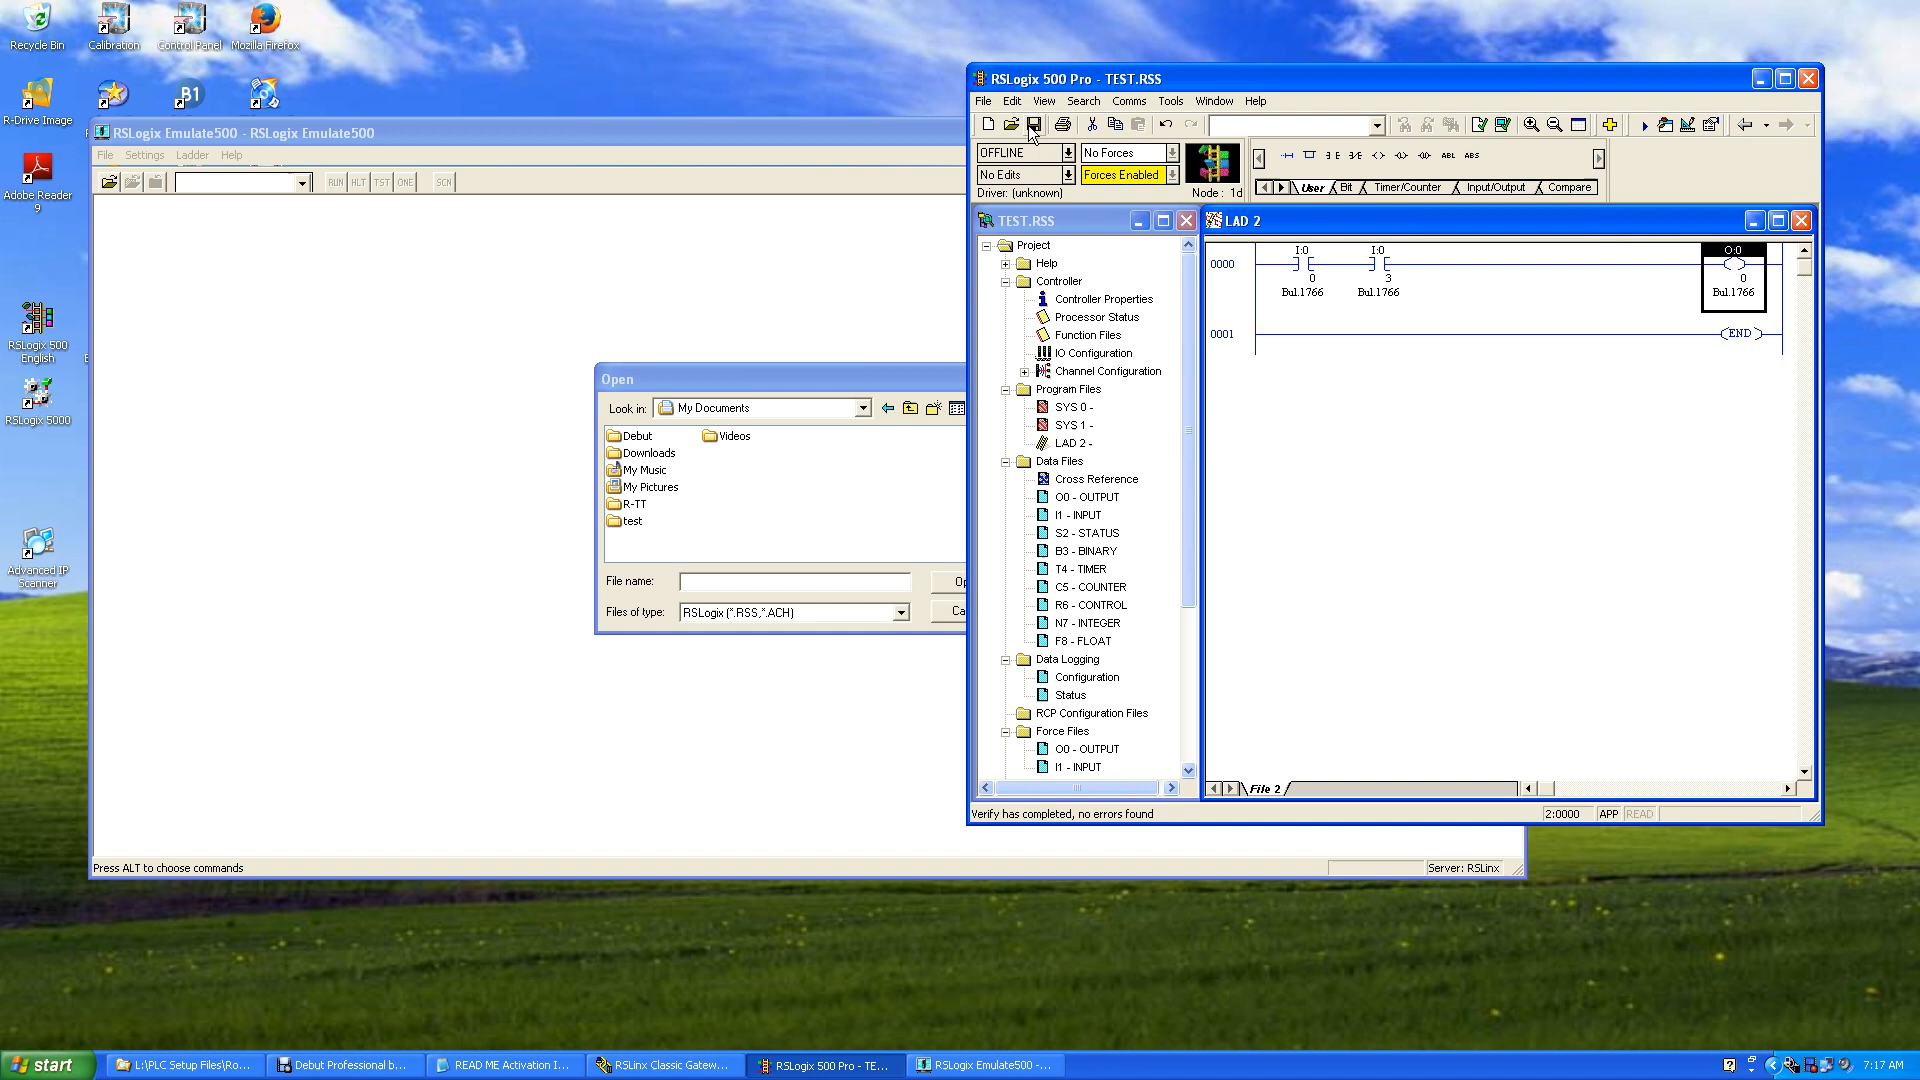 Recycle Bin
Calibration
Control Panel
Mozilla Firefox
R-Drive Image
B1
Adobe Reader
9
RSLogix 500
English
RSLogix 5000
Advanced IP
Scanner
RSLogix Emulate500 - RSLogix Emulate500
File Settings Ladder Help
RUN HLT TST ONE SCN
Open
Look in: My Documents
Debut Videos
Downloads
My Music
My Pictures
R-TT
test
File name:
Op
Files of type: RSLogix (*.RSS,*.ACH)
Ca
Press ALT to choose commands
Server: RSLinx
RSLogix 500 Pro - TEST.RSS
File Edit View Search Comms Tools Window Help
OFFLINE No Forces
No Edits Forces Enabled
Driver: (unknown) Node : 1d
ABL ABS
User Bit Timer/Counter Input/Output Compare
TEST.RSS
Project
Help
Controller
Controller Properties
Processor Status
Function Files
IO Configuration
Channel Configuration
Program Files
SYS 0 -
SYS 1 -
LAD 2 -
Data Files
Cross Reference
O0 - OUTPUT
I1 - INPUT
S2 - STATUS
B3 - BINARY
T4 - TIMER
C5 - COUNTER
R6 - CONTROL
N7 - INTEGER
F8 - FLOAT
Data Logging
Configuration
Status
RCP Configuration Files
Force Files
O0 - OUTPUT
I1 - INPUT
LAD 2
I:0 I:0 O:0
0000
0 3 0
Bul.1766 Bul.1766 Bul.1766
0001 END
File 2
Verify has completed, no errors found
2:0000 APP READ
start
L:\PLC Setup Files\Ro...
Debut Professional b...
READ ME Activation I...
RSLinx Classic Gatew...
RSLogix 500 Pro - TE...
RSLogix Emulate500 -...
7:17 AM